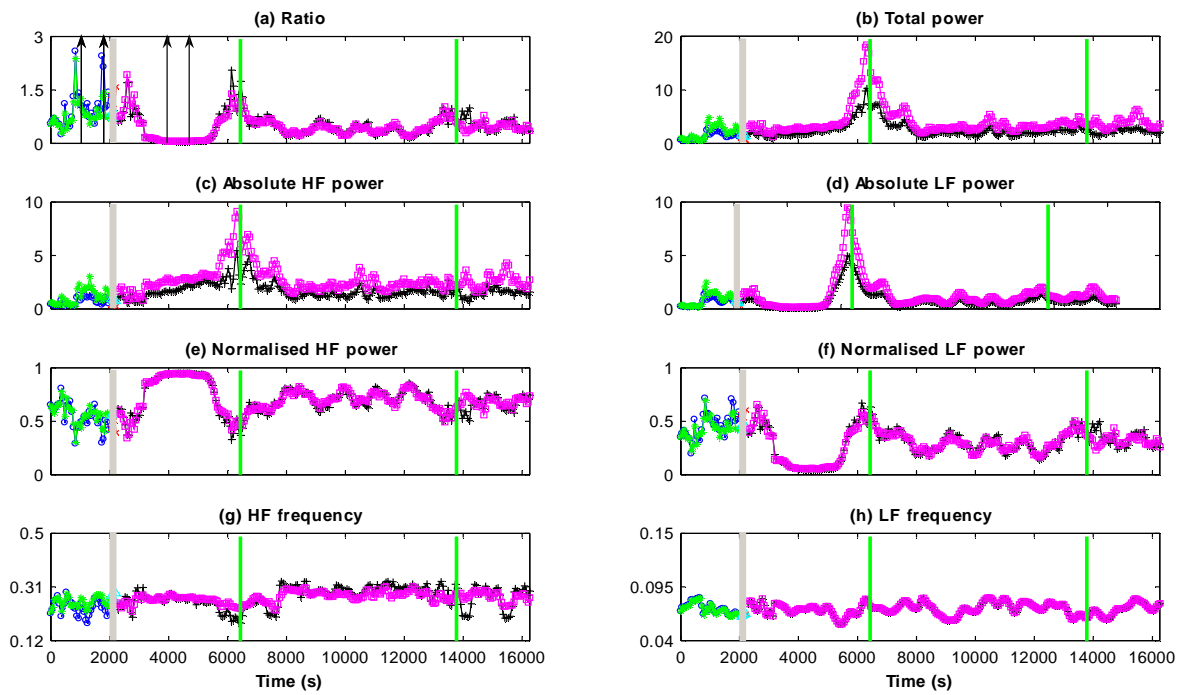 (a) Ratio
3
1.5
0
(b) Total power
20
10
0
(c) Absolute HF power
10
5
0
(d) Absolute LF power
10
5
0
(e) Normalised HF power
1
0.5
0
(f) Normalised LF power
1
0.5
0
(g) HF frequency
0.5
0.31
0.12
0 2000 4000 6000 8000 10000 12000 14000 16000
Time (s)
(h) LF frequency
0.15
0.095
0.04
0 2000 4000 6000 8000 10000 12000 14000 16000
Time (s)